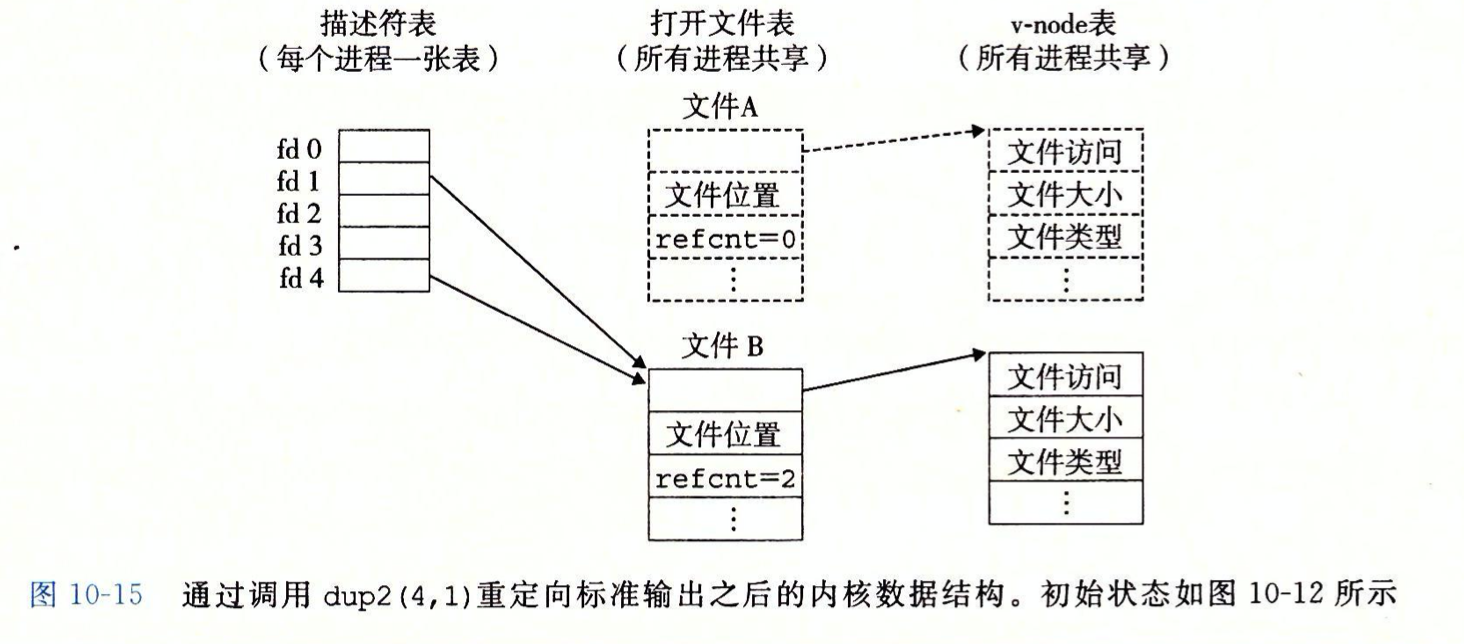 描述符表
(每个进程一张表)
打开文件表
(所有进程共享)
v-node表
(所有进程共享)
fd 0
fd 1
fd 2
fd 3
fd 4
文件A
文件位置
refcnt=0
⋮
文件访问
文件大小
文件类型
⋮
文件 B
文件位置
refcnt=2
⋮
文件访问
文件大小
文件类型
⋮
图 10-15 通过调用 dup2(4,1)重定向标准输出之后的内核数据结构。初始状态如图 10-12 所示